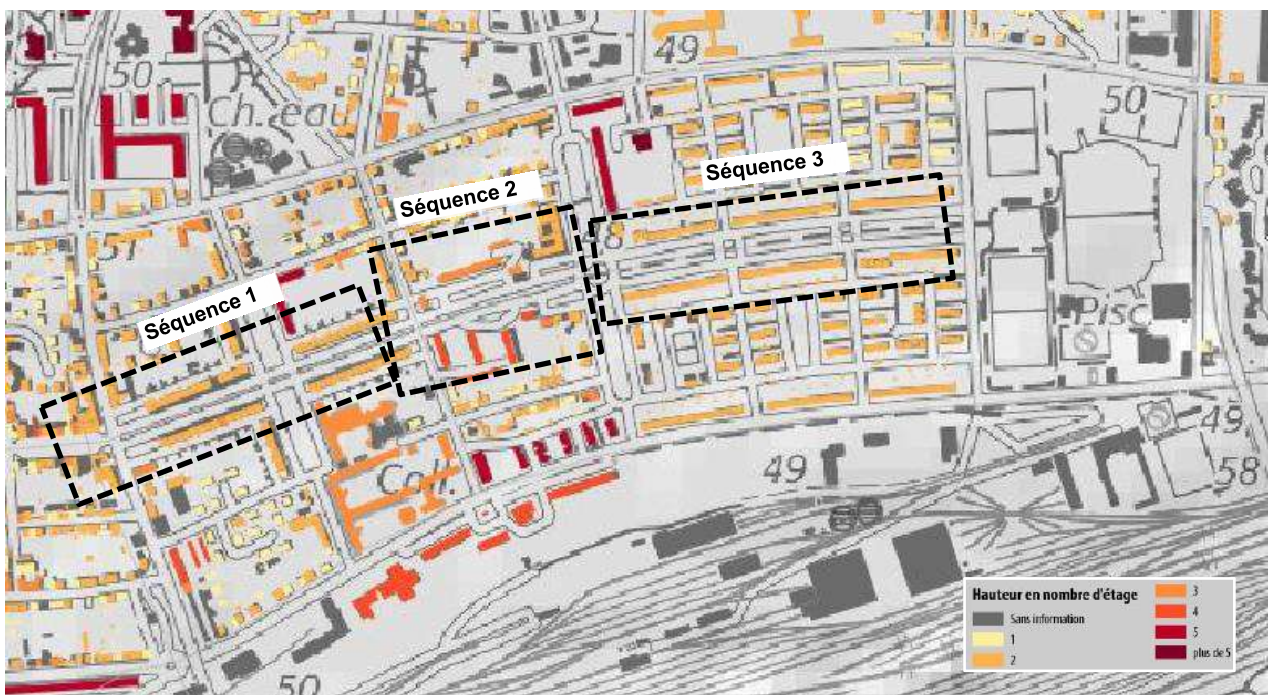 49
50
50
Ch. eau
Séquence 3
Séquence 2
Séquence 1
Pisc
Coll.
49
49
58
50
Hauteur en nombre d'étage
Sans information
1
2
3
4
5
plus de 5